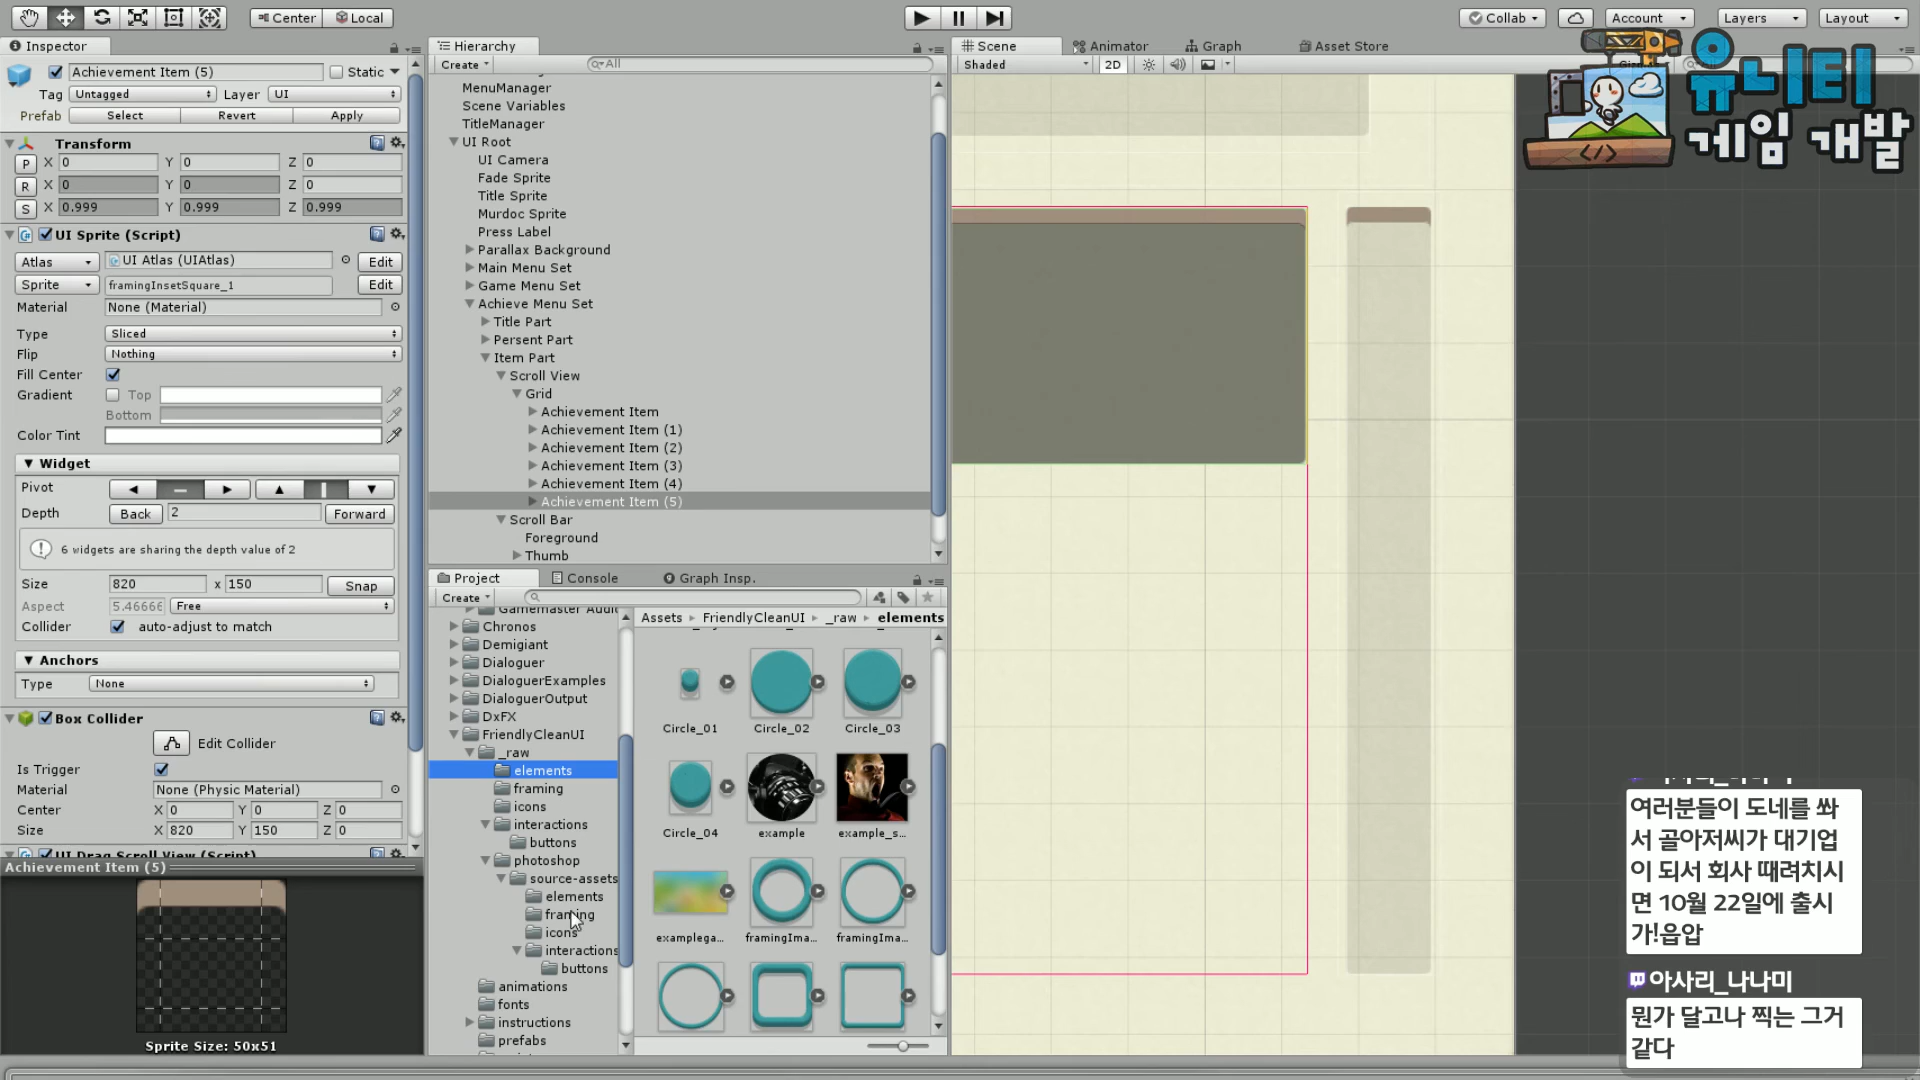 Center
Local
Collab
Account
Layers
Layout
Inspector
Achievement Item (5)
Static
Tag Untagged Layer UI
Prefab Select Revert Apply
Transform
P X 0 Y 0 Z 0
R X 0 Y 0 Z 0
S X 0.999 Y 0.999 Z 0.999
UI Sprite (Script)
Atlas UI Atlas (UIAtlas) Edit
Sprite framingInsetSquare_1 Edit
Material None (Material)
Type Sliced
Flip Nothing
Fill Center
Gradient Top
Bottom
Color Tint
Widget
Pivot
Depth Back 2 Forward
6 widgets are sharing the depth value of 2
Size 820 x 150 Snap
Aspect 5.46666 Free
Collider auto-adjust to match
Anchors
Type None
Box Collider
Edit Collider
Is Trigger
Material None (Physic Material)
Center X 0 Y 0 Z 0
Size X 820 Y 150 Z 0
UI Drag Scroll View (Script)
Achievement Item (5)
Sprite Size: 50x51
Hierarchy
Create All
MenuManager
Scene Variables
TitleManager
UI Root
UI Camera
Fade Sprite
Title Sprite
Murdoc Sprite
Press Label
Parallax Background
Main Menu Set
Game Menu Set
Achieve Menu Set
Title Part
Persent Part
Item Part
Scroll View
Grid
Achievement Item
Achievement Item (1)
Achievement Item (2)
Achievement Item (3)
Achievement Item (4)
Achievement Item (5)
Scroll Bar
Foreground
Thumb
Project Console Graph Insp.
Create
Gamemaster Audio
Chronos
Demigiant
Dialoguer
DialoguerExamples
DialoguerOutput
DxFX
FriendlyCleanUI
_raw
elements
framing
icons
interactions
buttons
photoshop
source-assets
elements
framing
icons
interactions
buttons
animations
fonts
instructions
prefabs
Assets FriendlyCleanUI _raw elements
Circle_01 Circle_02 Circle_03
Circle_04 example example_s...
examplega... framingIma... framingIma...
Scene Animator Graph Asset Store
Shaded 2D
유니티
게임 개발
</>
여러분들이 도네를 쏴
서 골아저씨가 대기업
이 되서 회사 때려치시
면 10월 22일에 출시
가!읍압
아사리_나나미
뭔가 달고나 찍는 그거
같다